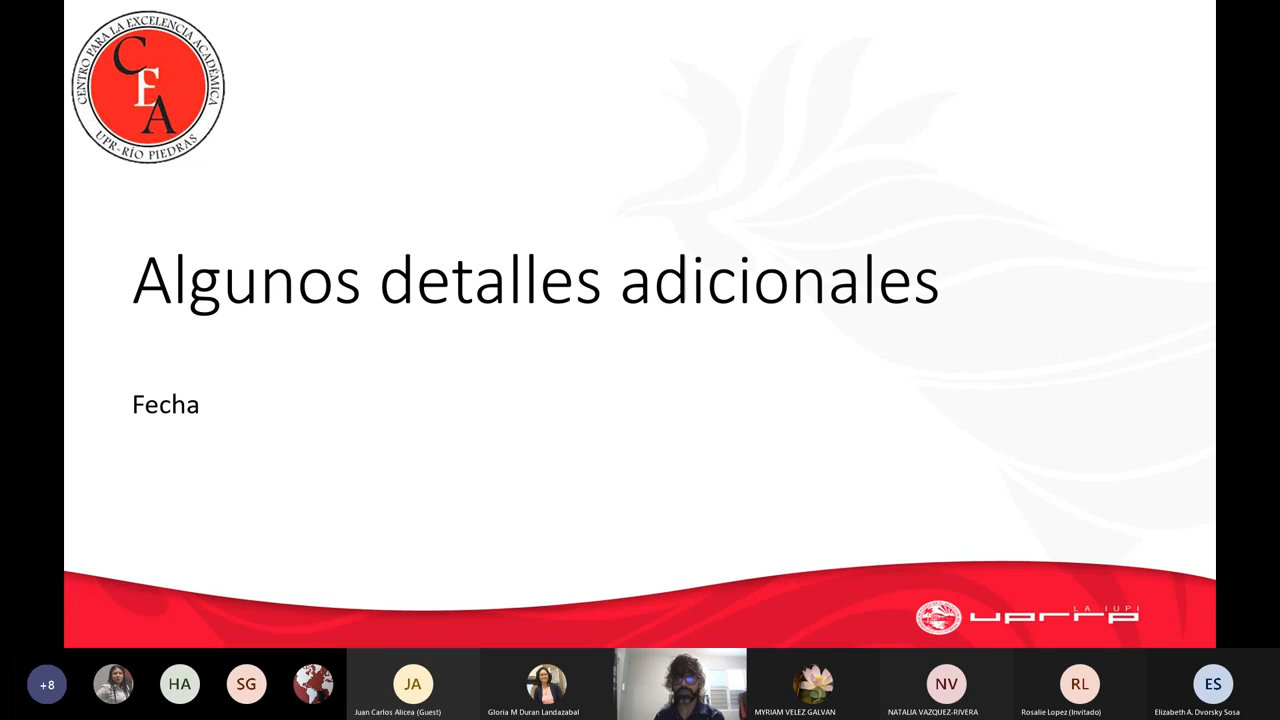 CENTRO PARA LA EXCELENCIA ACADÉMICA
CEA
UPR-RÍO PIEDRAS
Algunos detalles adicionales
Fecha
LA IUPI
uprrp
+8
HA
SG
JA
NV
RL
ES
Juan Carlos Alicea (Guest)
Gloria M Duran Landazabal
MYRIAM VELEZ GALVAN
NATALIA VAZQUEZ-RIVERA
Rosalie Lopez (Invitado)
Elizabeth A. Dvorsky Sosa